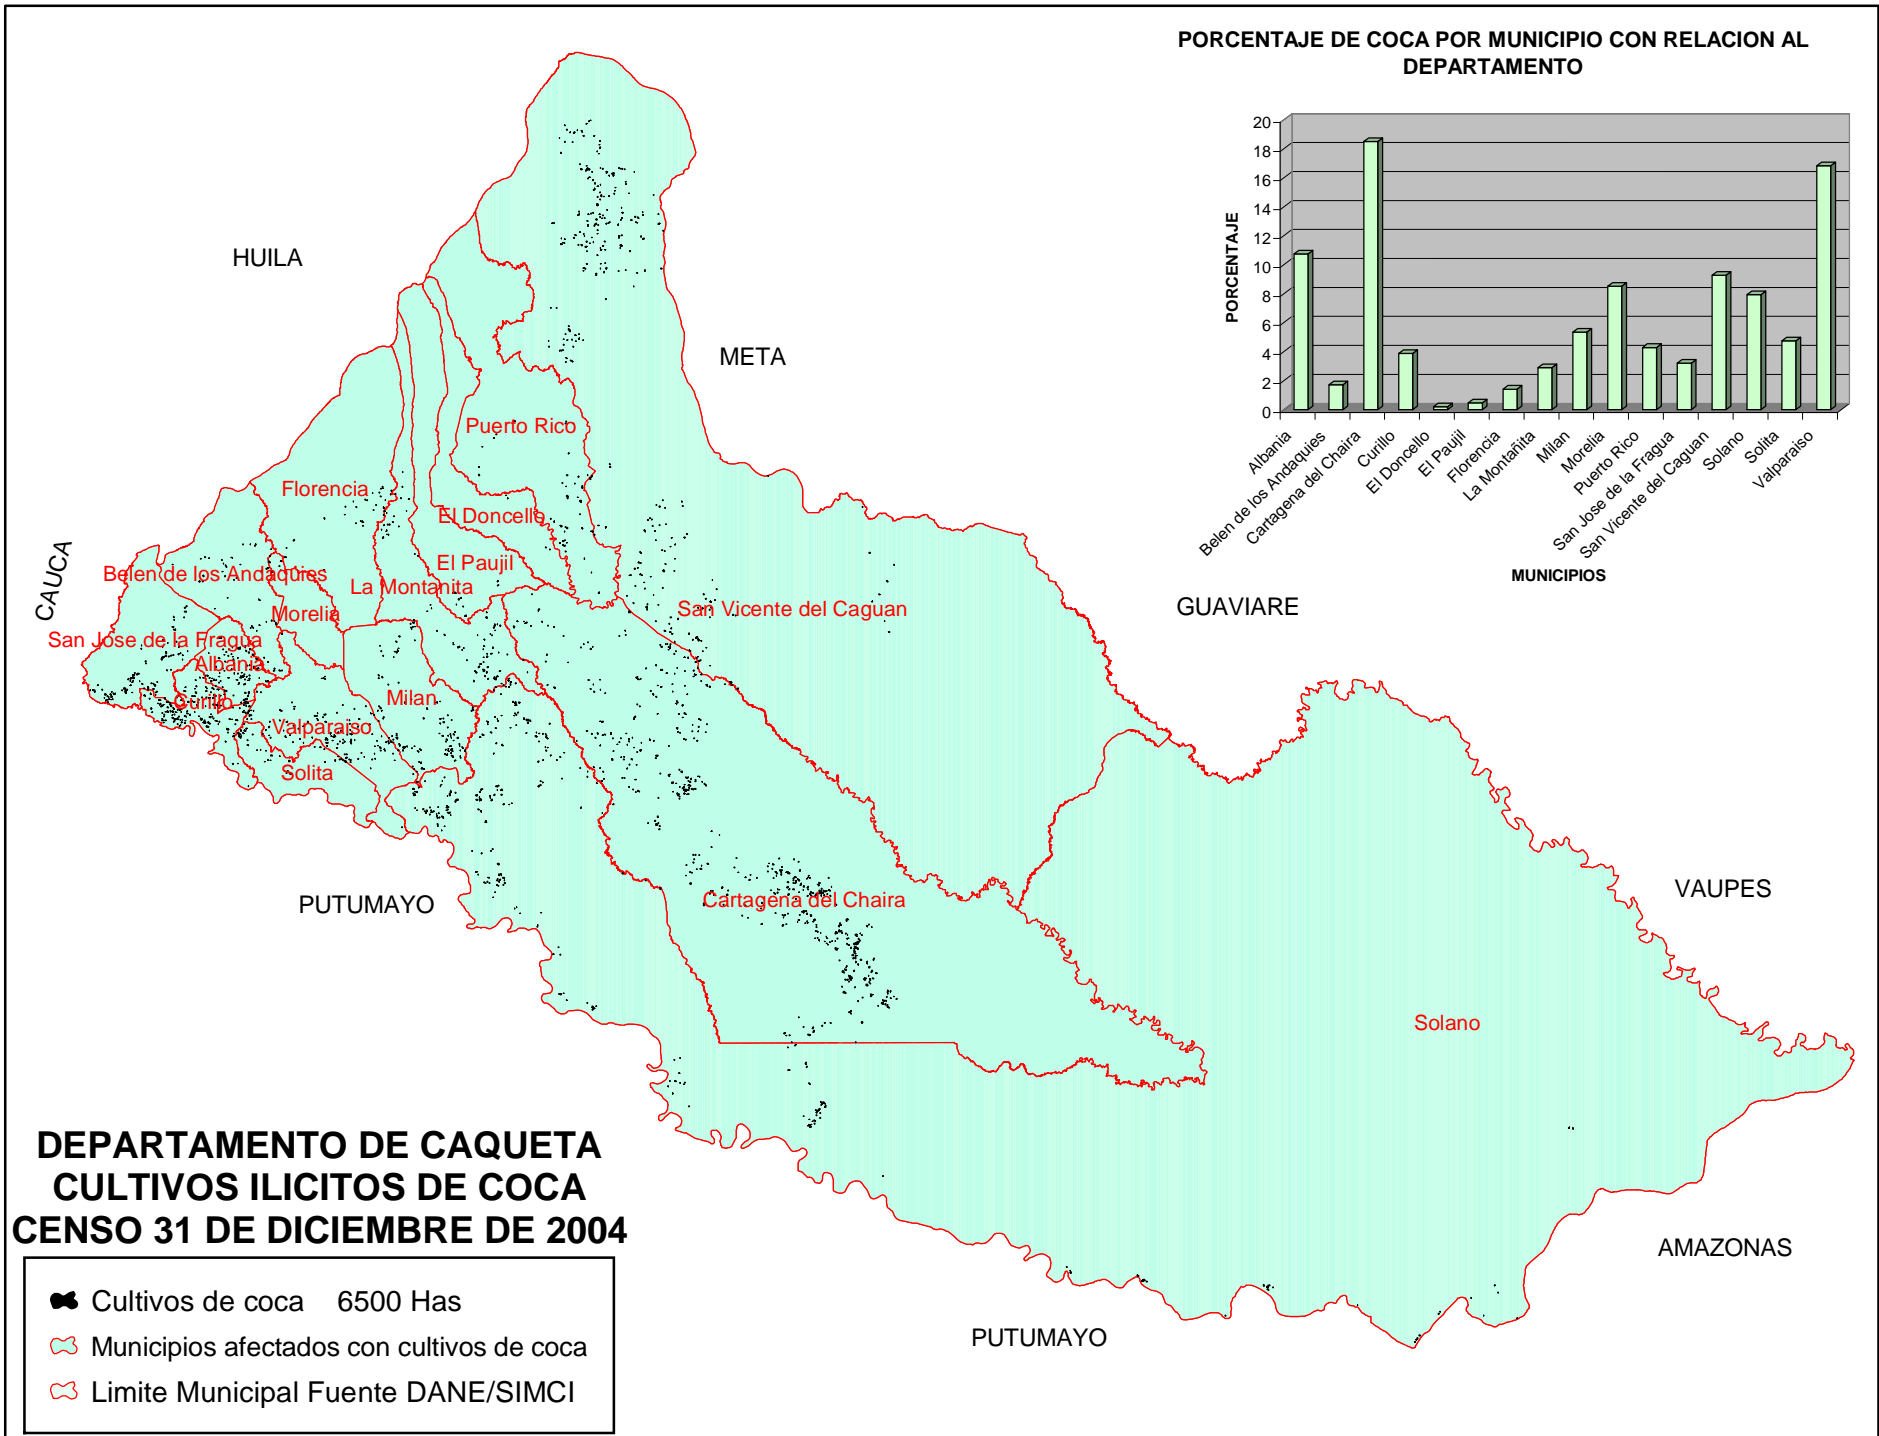 PORCENTAJE DE COCA POR MUNICIPIO CON RELACION AL
DEPARTAMENTO
PORCENTAJE
20
18
16
14
12
10
8
6
4
2
0
Albania
Belen de los Andaquies
Cartagena del Chaira
Curillo
El Doncello
El Paujil
Florencia
La Montañita
Milan
Morelia
Puerto Rico
San Jose de la Fragua
San Vicente del Caguan
Solano
Solita
Valparaiso
MUNICIPIOS
HUILA
META
CAUCA
GUAVIARE
VAUPES
PUTUMAYO
AMAZONAS
PUTUMAYO
Puerto Rico
Florencia
El Doncello
El Paujil
Belen de los Andaquies
La Montanita
Morelia
San Vicente del Caguan
San Jose de la Fragua
Albania
Curillo
Milan
Valparaiso
Solita
Cartagena del Chaira
Solano
DEPARTAMENTO DE CAQUETA
CULTIVOS ILICITOS DE COCA
CENSO 31 DE DICIEMBRE DE 2004
Cultivos de coca 6500 Has
Municipios afectados con cultivos de coca
Limite Municipal Fuente DANE/SIMCI